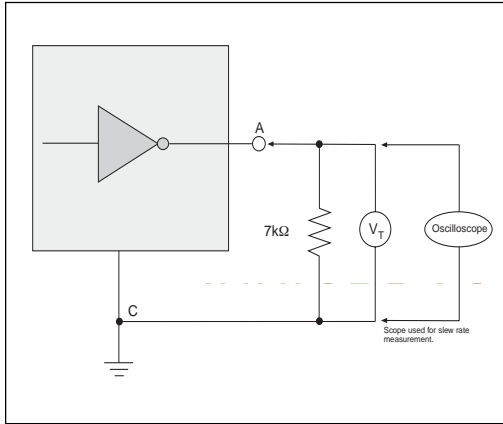 A
7kΩ
VT
Oscilloscope
C
Scope used for slew rate
measurement.